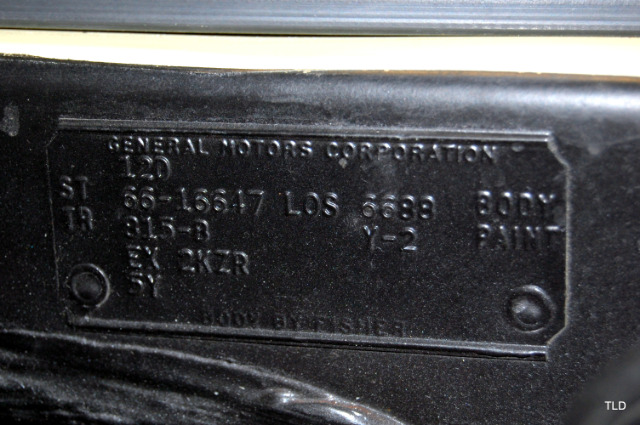 GENERAL MOTORS CORPORATION
12D
ST 66-16647 LOS 6688 BODY
TR 815-B Y-2 PAINT
EX 2KZR
5Y
BODY BY FISHER
TLD